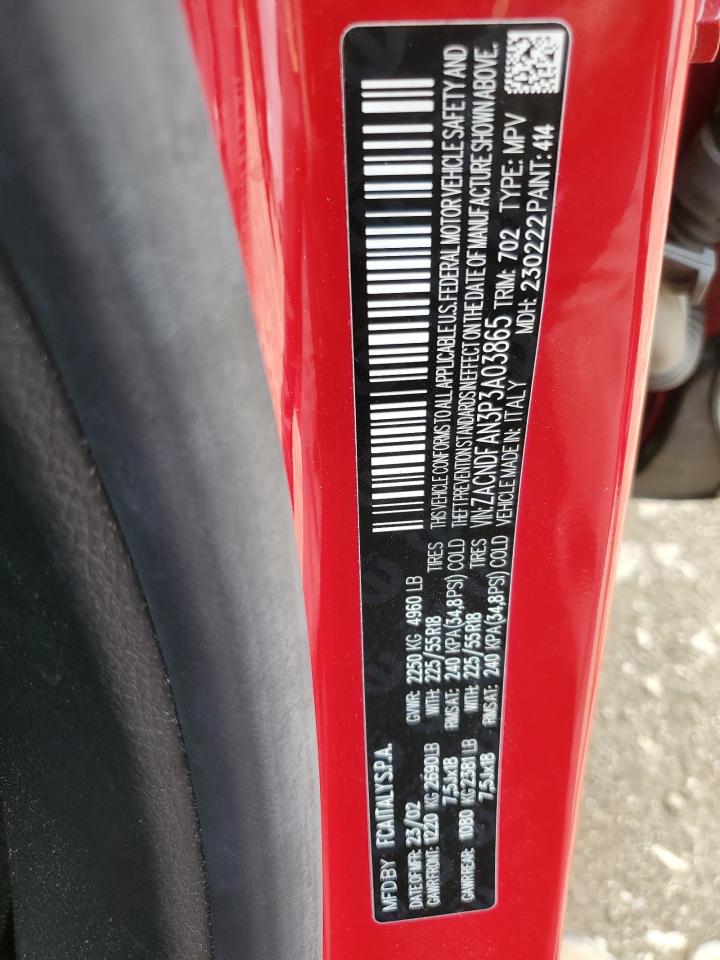 MFD BY FCA ITALY S.P.A.
DATE OF MFR: 23/02 GVWR: 2250 KG 4960 LB
GAWR FRONT: 1220 KG 2690 LB WITH: 225/55R18 TIRES
7,5Jx18 RIMS AT: 240 KPA (34,8PSI) COLD
GAWR REAR: 1080 KG 2381 LB WITH: 225/55R18 TIRES
7,5Jx18 RIMS AT: 240 KPA (34,8PSI) COLD
THIS VEHICLE CONFORMS TO ALL APPLICABLE U.S. FEDERAL MOTOR VEHICLE SAFETY AND
THEFT PREVENTION STANDARDS IN EFFECT ON THE DATE OF MANUFACTURE SHOWN ABOVE.
VIN: ZACNDFAN3P3A03865 TRIM: 702 TYPE: MPV
VEHICLE MADE IN: ITALY MDH: 2302222 PAINT: 414